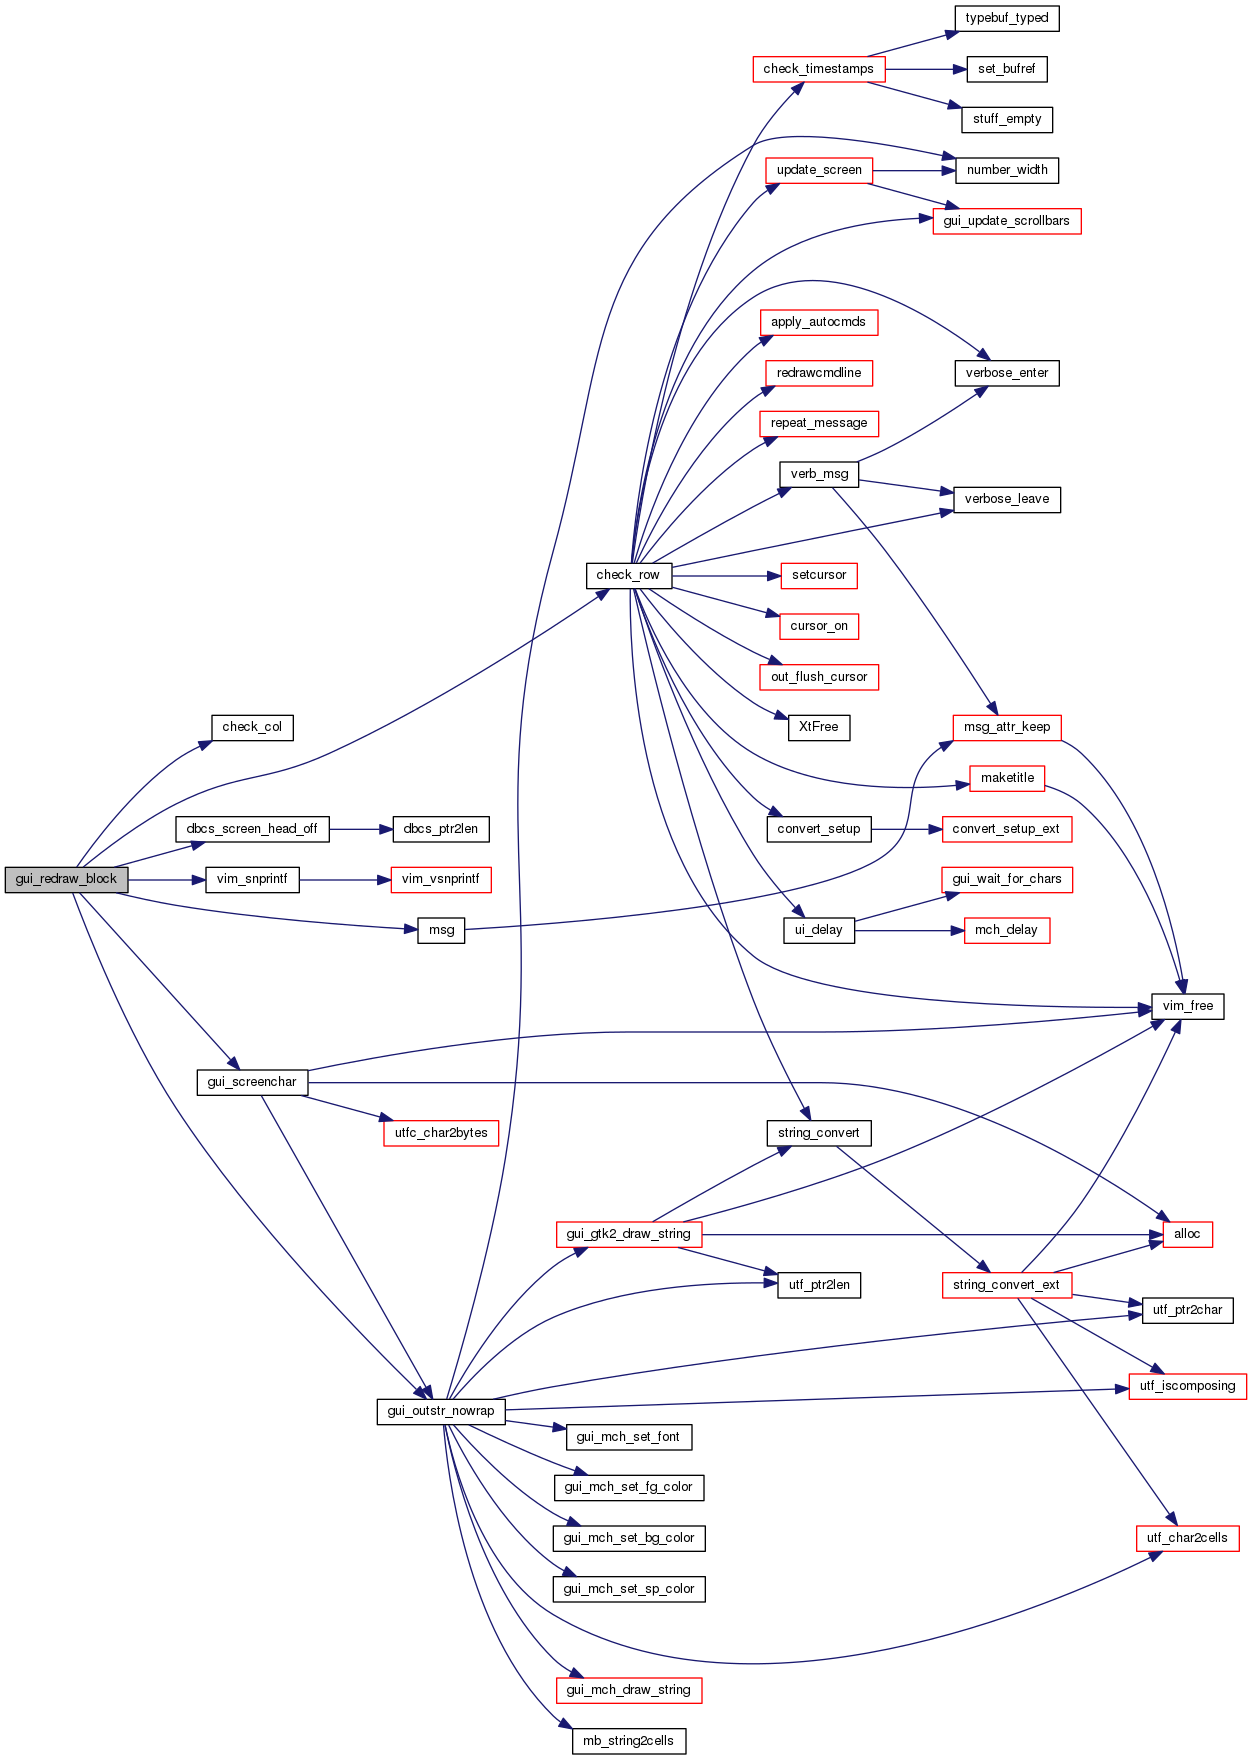 typebuf_typed
check_timestamps
set_bufref
stuff_empty
update_screen
number_width
gui_update_scrollbars
apply_autocmds
redrawcmdline
verbose_enter
repeat_message
verb_msg
verbose_leave
check_row
setcursor
cursor_on
out_flush_cursor
check_col
XtFree
msg_attr_keep
maketitle
dbcs_screen_head_off
dbcs_ptr2len
convert_setup
convert_setup_ext
gui_redraw_block
vim_snprintf
vim_vsnprintf
gui_wait_for_chars
msg
ui_delay
mch_delay
vim_free
gui_screenchar
utfc_char2bytes
string_convert
gui_gtk2_draw_string
alloc
utf_ptr2len
string_convert_ext
utf_ptr2char
utf_iscomposing
gui_outstr_nowrap
gui_mch_set_font
gui_mch_set_fg_color
gui_mch_set_bg_color
utf_char2cells
gui_mch_set_sp_color
gui_mch_draw_string
mb_string2cells